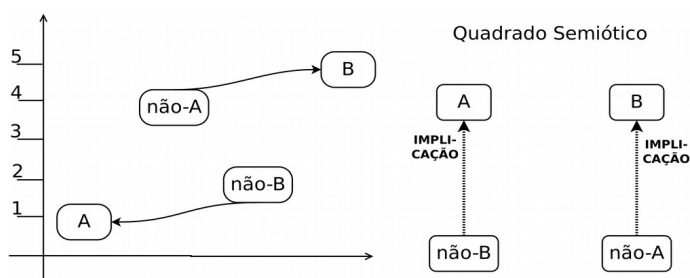 5
4
3
2
1
B
não-A
não-B
A
Quadrado Semiótico
A
B
IMPLI-
CAÇÃO
IMPLI-
CAÇÃO
não-B
não-A